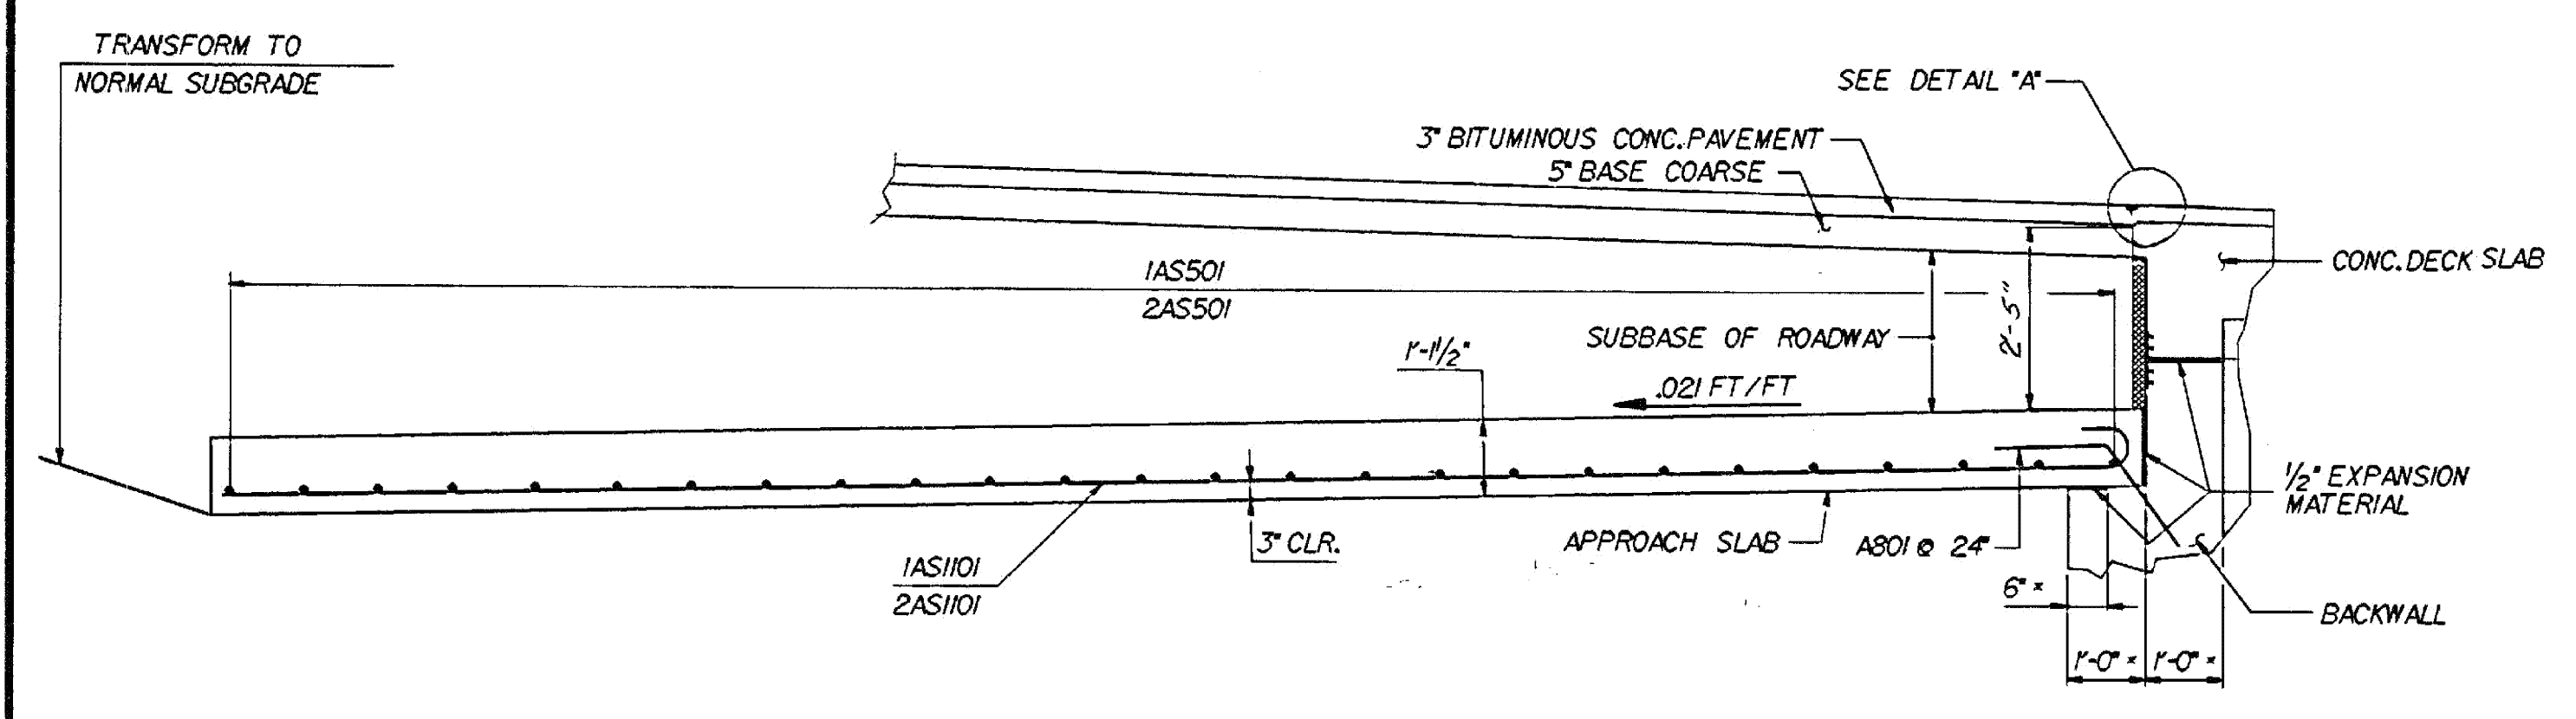 TRANSFORM TO
NORMAL SUBGRADE
SEE DETAIL "A"
3" BITUMINOUS CONC. PAVEMENT
5" BASE COARSE
CONC. DECK SLAB
1AS501
2AS501
2'-5"
SUBBASE OF ROADWAY
1'-1 1/2"
.021 FT/FT
1/2" EXPANSION
MATERIAL
3" CLR.
APPROACH SLAB
A801 @ 24"
1AS1101
2AS1101
6" *
BACKWALL
1'-0" *
1'-0" *